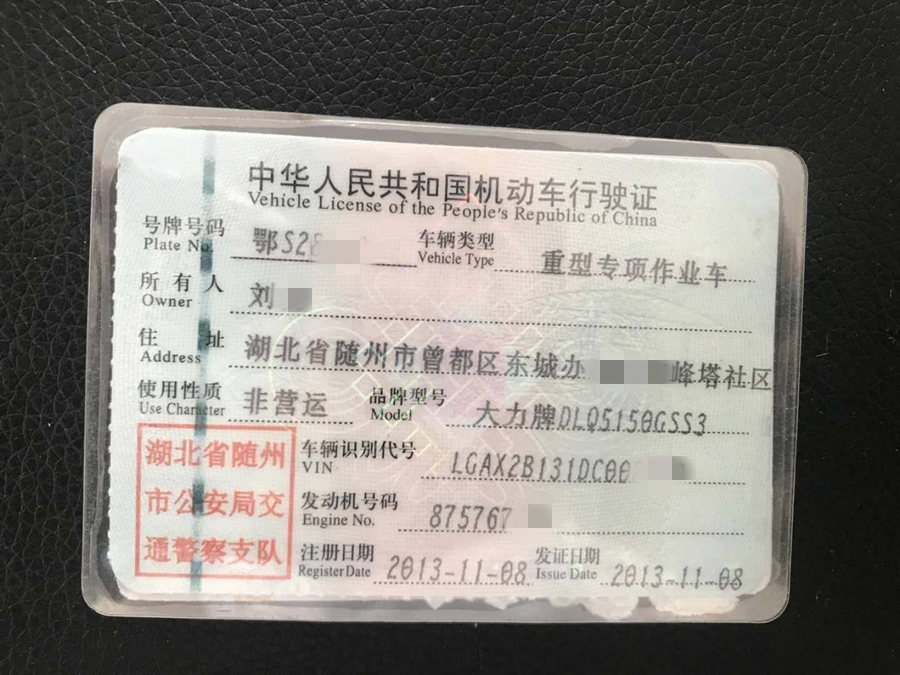 中华人民共和国机动车行驶证
Vehicle License of the People's Republic of China
号牌号码 鄂S28 车辆类型 重型专项作业车
Plate No. Vehicle Type
所有人 刘
Owner
住址 湖北省随州市曾都区东城办 峰塔社区
Address
使用性质 非营运 品牌型号 大力牌DLQ5150GSS3
Use Character Model
湖北省随州
市公安局交
通警察支队
车辆识别代号 LGAX2B131DC00
VIN
发动机号码 875767
Engine No.
注册日期 2013-11-08 发证日期 2013-11-08
Register Date Issue Date